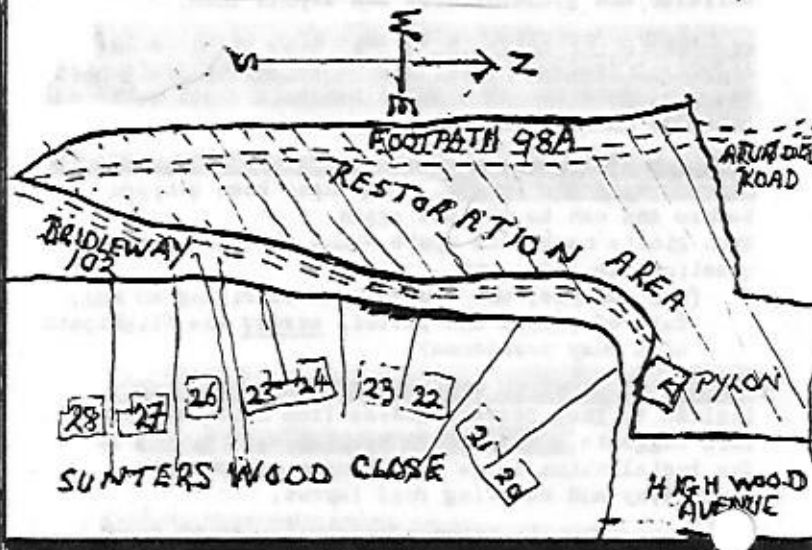 W
S N
E
FOOTPATH 98A
ROAD
RESTORATION AREA
BRIDLEWAY
102
PYLON
28 27 26 25 24 23 22
21 20
SUNTERS WOOD CLOSE
HIGH WOOD
AVENUE